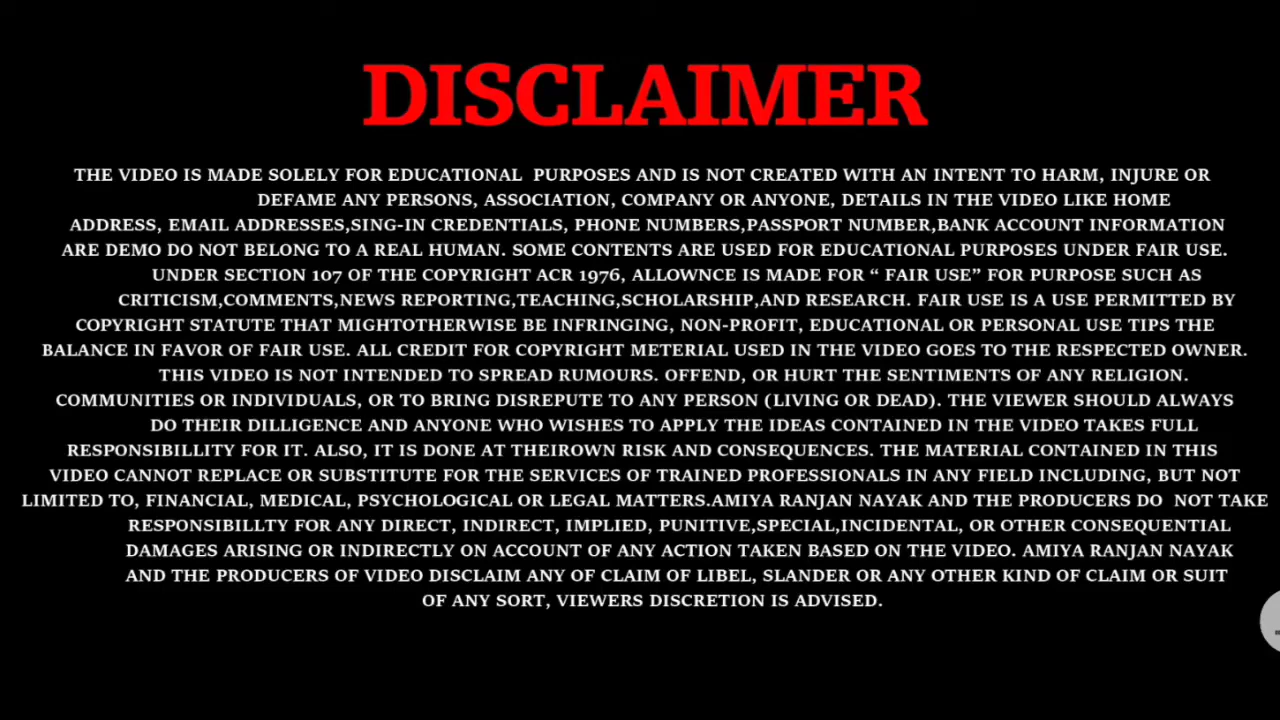 DISCLAIMER
THE VIDEO IS MADE SOLELY FOR EDUCATIONAL  PURPOSES AND IS NOT CREATED WITH AN INTENT TO HARM, INJURE OR
DEFAME ANY PERSONS, ASSOCIATION, COMPANY OR ANYONE, DETAILS IN THE VIDEO LIKE HOME
ADDRESS, EMAIL ADDRESSES,SING-IN CREDENTIALS, PHONE NUMBERS,PASSPORT NUMBER,BANK ACCOUNT INFORMATION
ARE DEMO DO NOT BELONG TO A REAL HUMAN. SOME CONTENTS ARE USED FOR EDUCATIONAL PURPOSES UNDER FAIR USE.
UNDER SECTION 107 OF THE COPYRIGHT ACR 1976, ALLOWNCE IS MADE FOR “ FAIR USE” FOR PURPOSE SUCH AS
CRITICISM,COMMENTS,NEWS REPORTING,TEACHING,SCHOLARSHIP,AND RESEARCH. FAIR USE IS A USE PERMITTED BY
COPYRIGHT STATUTE THAT MIGHTOTHERWISE BE INFRINGING, NON-PROFIT, EDUCATIONAL OR PERSONAL USE TIPS THE
BALANCE IN FAVOR OF FAIR USE. ALL CREDIT FOR COPYRIGHT METERIAL USED IN THE VIDEO GOES TO THE RESPECTED OWNER.
THIS VIDEO IS NOT INTENDED TO SPREAD RUMOURS. OFFEND, OR HURT THE SENTIMENTS OF ANY RELIGION.
COMMUNITIES OR INDIVIDUALS, OR TO BRING DISREPUTE TO ANY PERSON (LIVING OR DEAD). THE VIEWER SHOULD ALWAYS
DO THEIR DILLIGENCE AND ANYONE WHO WISHES TO APPLY THE IDEAS CONTAINED IN THE VIDEO TAKES FULL
RESPONSIBILLITY FOR IT. ALSO, IT IS DONE AT THEIROWN RISK AND CONSEQUENCES. THE MATERIAL CONTAINED IN THIS
VIDEO CANNOT REPLACE OR SUBSTITUTE FOR THE SERVICES OF TRAINED PROFESSIONALS IN ANY FIELD INCLUDING, BUT NOT
LIMITED TO, FINANCIAL, MEDICAL, PSYCHOLOGICAL OR LEGAL MATTERS.AMIYA RANJAN NAYAK AND THE PRODUCERS DO  NOT TAKE
RESPONSIBILLTY FOR ANY DIRECT, INDIRECT, IMPLIED, PUNITIVE,SPECIAL,INCIDENTAL, OR OTHER CONSEQUENTIAL
DAMAGES ARISING OR INDIRECTLY ON ACCOUNT OF ANY ACTION TAKEN BASED ON THE VIDEO. AMIYA RANJAN NAYAK
AND THE PRODUCERS OF VIDEO DISCLAIM ANY OF CLAIM OF LIBEL, SLANDER OR ANY OTHER KIND OF CLAIM OR SUIT
OF ANY SORT, VIEWERS DISCRETION IS ADVISED.